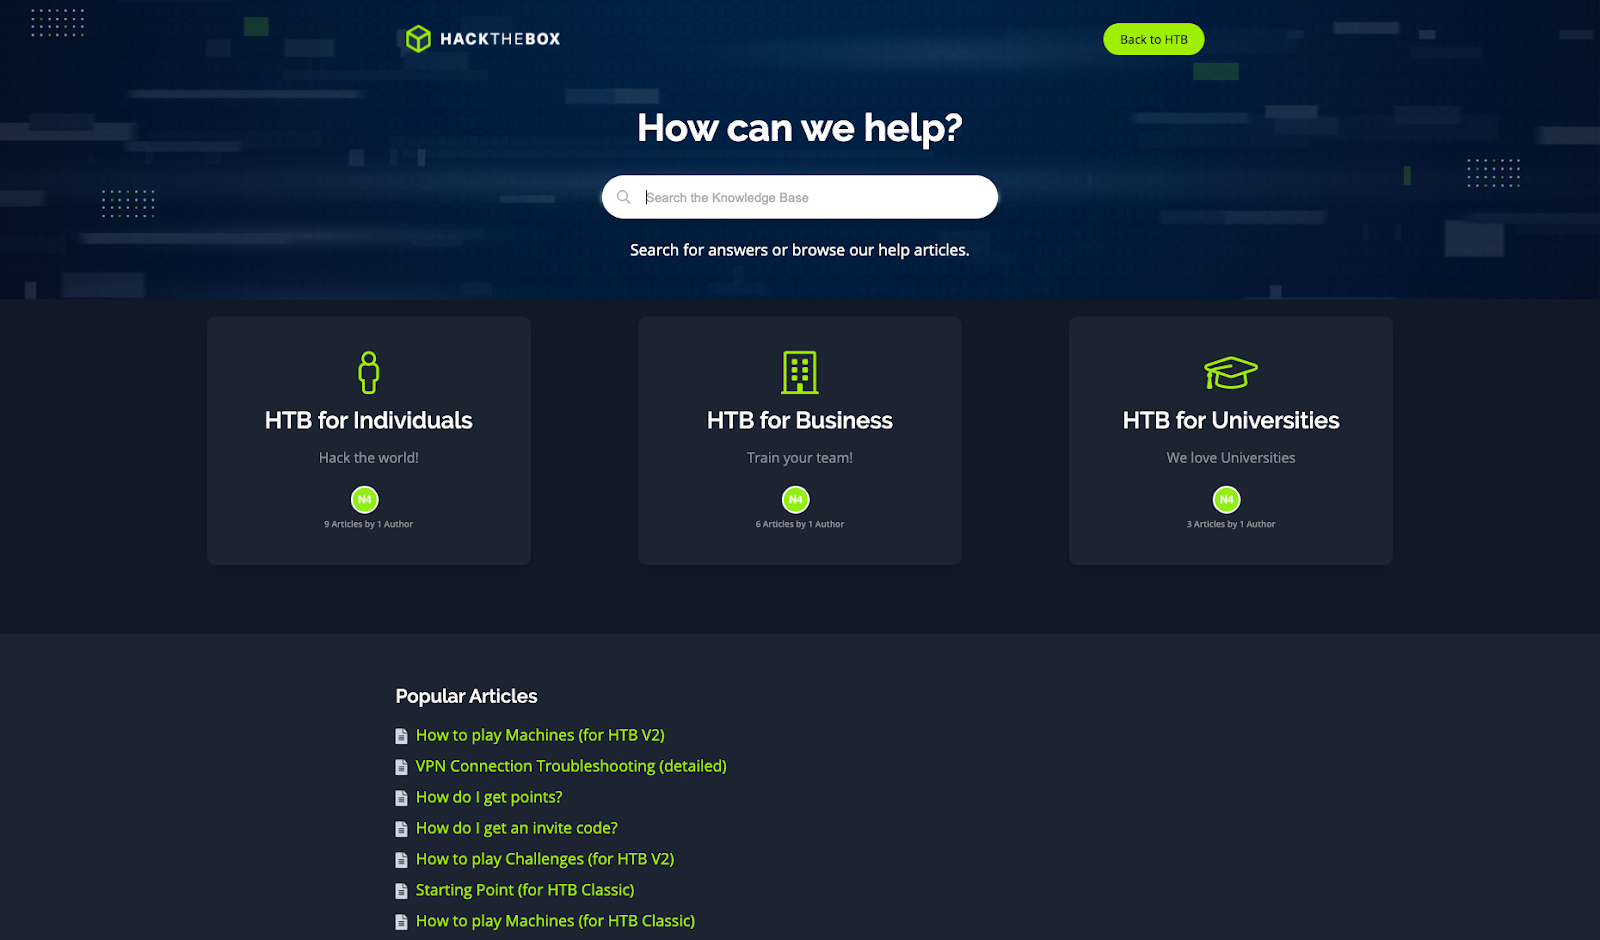 HACKTHEBOX
Back to HTB
How can we help?
Search the Knowledge Base
Search for answers or browse our help articles.
HTB for Individuals
Hack the world!
N4
9 Articles by 1 Author
HTB for Business
Train your team!
N4
6 Articles by 1 Author
HTB for Universities
We love Universities
N4
3 Articles by 1 Author
Popular Articles
How to play Machines (for HTB V2)
VPN Connection Troubleshooting (detailed)
How do I get points?
How do I get an invite code?
How to play Challenges (for HTB V2)
Starting Point (for HTB Classic)
How to play Machines (for HTB Classic)